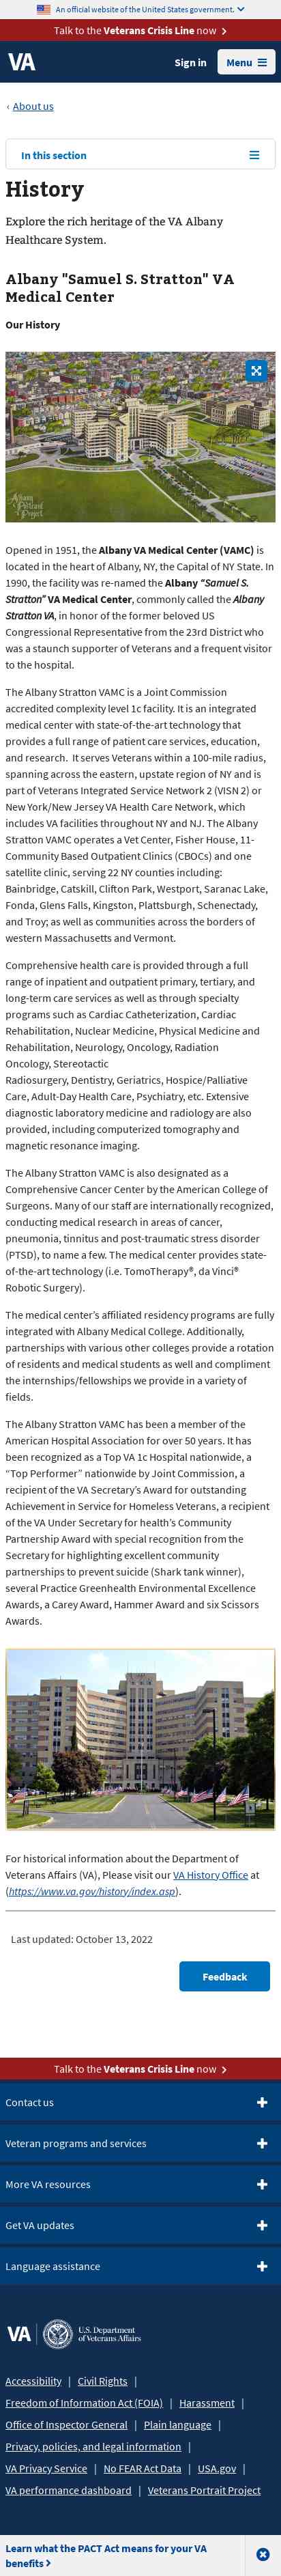 An official website of the United States government.
Talk to the Veterans Crisis Line now
VA
Sign in
Menu
‹ About us
In this section
History
Explore the rich heritage of the VA Albany
Healthcare System.
Albany "Samuel S. Stratton" VA
Medical Center
Our History
Albany
Postcard
Project
Opened in 1951, the Albany VA Medical Center (VAMC) is
located in the heart of Albany, NY, the Capital of NY State. In
1990, the facility was re-named the Albany "Samuel S.
Stratton" VA Medical Center, commonly called the Albany
Stratton VA, in honor of the former beloved US
Congressional Representative from the 23rd District who
was a staunch supporter of Veterans and a frequent visitor
to the hospital.
The Albany Stratton VAMC is a Joint Commission
accredited complexity level 1c facility. It is an integrated
medical center with state-of-the-art technology that
provides a full range of patient care services, education,
and research. It serves Veterans within a 100-mile radius,
spanning across the eastern, upstate region of NY and is
part of Veterans Integrated Service Network 2 (VISN 2) or
New York/New Jersey VA Health Care Network, which
includes VA facilities throughout NY and NJ. The Albany
Stratton VAMC operates a Vet Center, Fisher House, 11-
Community Based Outpatient Clinics (CBOCs) and one
satellite clinic, serving 22 NY counties including:
Bainbridge, Catskill, Clifton Park, Westport, Saranac Lake,
Fonda, Glens Falls, Kingston, Plattsburgh, Schenectady,
and Troy; as well as communities across the borders of
western Massachusetts and Vermont.
Comprehensive health care is provided through a full
range of inpatient and outpatient primary, tertiary, and
long-term care services as well as through specialty
programs such as Cardiac Catheterization, Cardiac
Rehabilitation, Nuclear Medicine, Physical Medicine and
Rehabilitation, Neurology, Oncology, Radiation
Oncology, Stereotactic
Radiosurgery, Dentistry, Geriatrics, Hospice/Palliative
Care, Adult-Day Health Care, Psychiatry, etc. Extensive
diagnostic laboratory medicine and radiology are also
provided, including computerized tomography and
magnetic resonance imaging.
The Albany Stratton VAMC is also designated as a
Comprehensive Cancer Center by the American College of
Surgeons. Many of our staff are internationally recognized,
conducting medical research in areas of cancer,
pneumonia, tinnitus and post-traumatic stress disorder
(PTSD), to name a few. The medical center provides state-
of-the-art technology (i.e. TomoTherapy®, da Vinci®
Robotic Surgery).
The medical center's affiliated residency programs are fully
integrated with Albany Medical College. Additionally,
partnerships with various other colleges provide a rotation
of residents and medical students as well and compliment
the internships/fellowships we provide in a variety of
fields.
The Albany Stratton VAMC has been a member of the
American Hospital Association for over 50 years. It has
been recognized as a Top VA 1c Hospital nationwide, a
“Top Performer” nationwide by Joint Commission, a
recipient of the VA Secretary’s Award for outstanding
Achievement in Service for Homeless Veterans, a recipient
of the VA Under Secretary for health’s Community
Partnership Award with special recognition from the
Secretary for highlighting excellent community
partnerships to prevent suicide (Shark tank winner),
several Practice Greenhealth Environmental Excellence
Awards, a Carey Award, Hammer Award and six Scissors
Awards.
For historical information about the Department of
Veteran Affairs (VA), Please visit our VA History Office at
(https://www.va.gov/history/index.asp).
Last updated: October 13, 2022
Feedback
Talk to the Veterans Crisis Line now
Contact us
Veteran programs and services
More VA resources
Get VA updates
Language assistance
VA | U.S. Department
of Veterans Affairs
Accessibility | Civil Rights |
Freedom of Information Act (FOIA) | Harassment |
Office of Inspector General | Plain language |
Privacy, policies, and legal information |
VA Privacy Service | No FEAR Act Data | USA.gov |
VA performance dashboard | Veterans Portrait Project
Learn what the PACT Act means for your VA
benefits